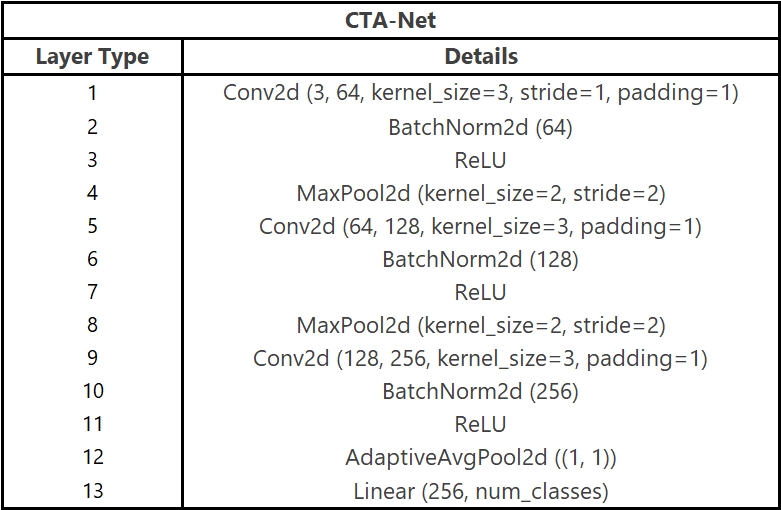 CTA-Net
Layer Type Details
1 Conv2d (3, 64, kernel_size=3, stride=1, padding=1)
2 BatchNorm2d (64)
3 ReLU
4 MaxPool2d (kernel_size=2, stride=2)
5 Conv2d (64, 128, kernel_size=3, padding=1)
6 BatchNorm2d (128)
7 ReLU
8 MaxPool2d (kernel_size=2, stride=2)
9 Conv2d (128, 256, kernel_size=3, padding=1)
10 BatchNorm2d (256)
11 ReLU
12 AdaptiveAvgPool2d ((1, 1))
13 Linear (256, num_classes)